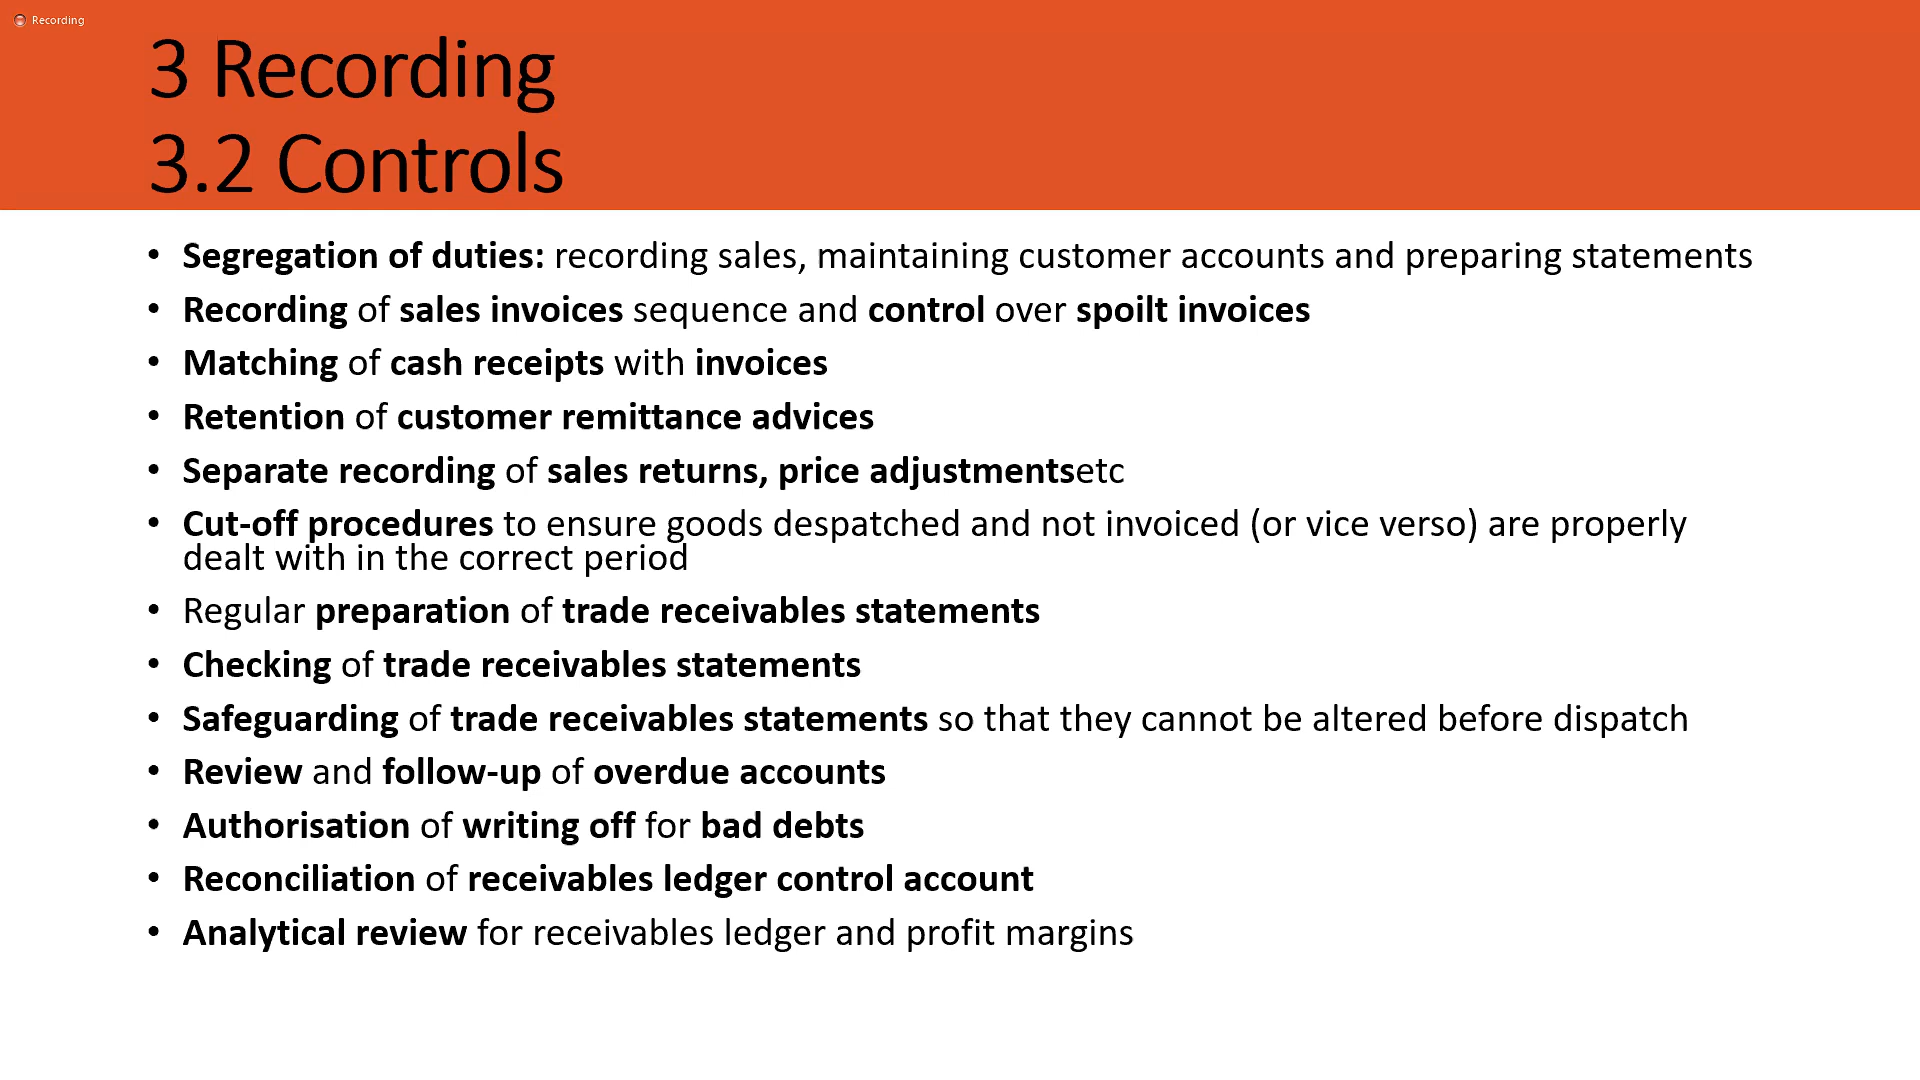 Recording
3 Recording
3.2 Controls
• Segregation of duties: recording sales, maintaining customer accounts and preparing statements
• Recording of sales invoices sequence and control over spoilt invoices
• Matching of cash receipts with invoices
• Retention of customer remittance advices
• Separate recording of sales returns, price adjustmentsetc
• Cut-off procedures to ensure goods despatched and not invoiced (or vice verso) are properly
dealt with in the correct period
• Regular preparation of trade receivables statements
• Checking of trade receivables statements
• Safeguarding of trade receivables statements so that they cannot be altered before dispatch
• Review and follow-up of overdue accounts
• Authorisation of writing off for bad debts
• Reconciliation of receivables ledger control account
• Analytical review for receivables ledger and profit margins